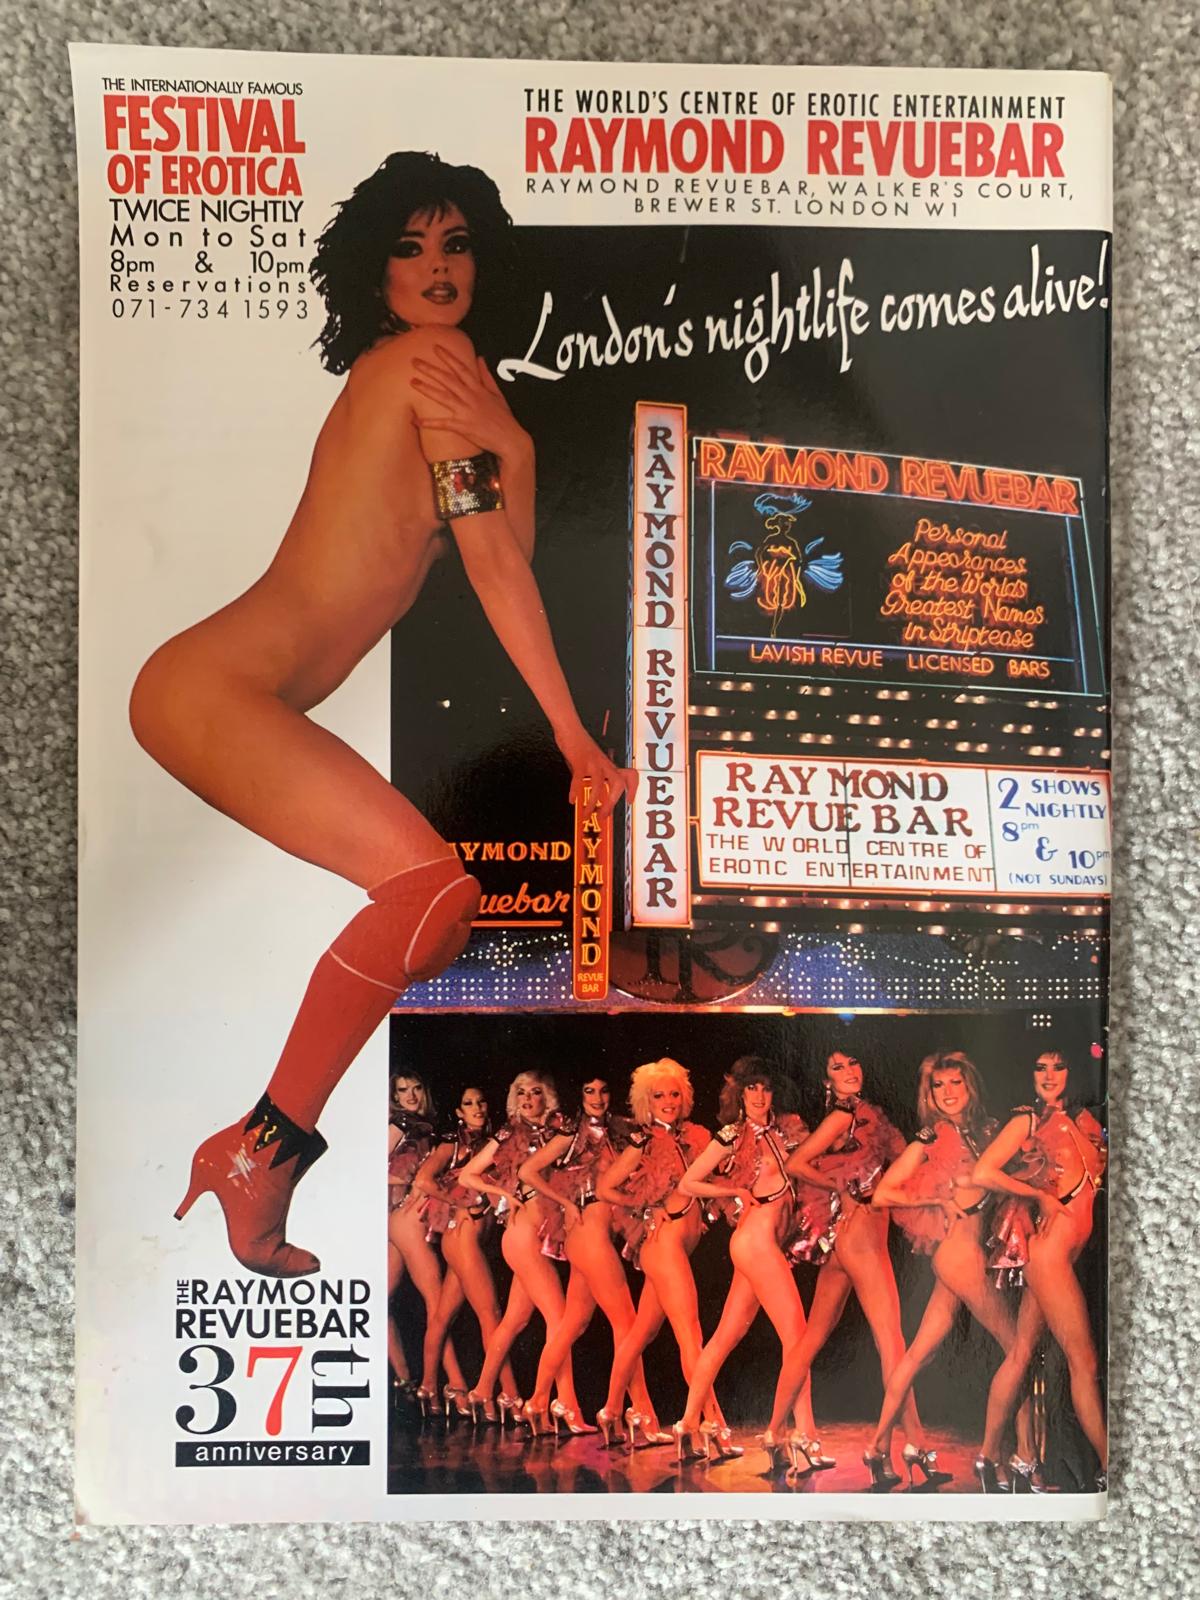 THE INTERNATIONALLY FAMOUS
FESTIVAL
OF EROTICA
TWICE NIGHTLY
Mon to Sat
8pm & 10pm
Reservations
071-734 1593
THE WORLD'S CENTRE OF EROTIC ENTERTAINMENT
RAYMOND REVUEBAR
RAYMOND REVUEBAR, WALKER'S COURT,
BREWER ST. LONDON W1
London's nightlife comes alive!
RAYMOND REVUEBAR
RAYMOND REVUEBAR
Personal
Appearances
of the World's
Greatest Names
in Striptease
LAVISH REVUE LICENSED BARS
RAYMOND
REVUE BAR
THE WORLD CENTRE OF
EROTIC ENTERTAINMENT
2 SHOWS
NIGHTLY
8pm
& 10pm
(NOT SUNDAYS)
AYMOND
uebar
RAYMOND
REVUE
BAR
R
THE RAYMOND
REVUEBAR
37th
anniversary